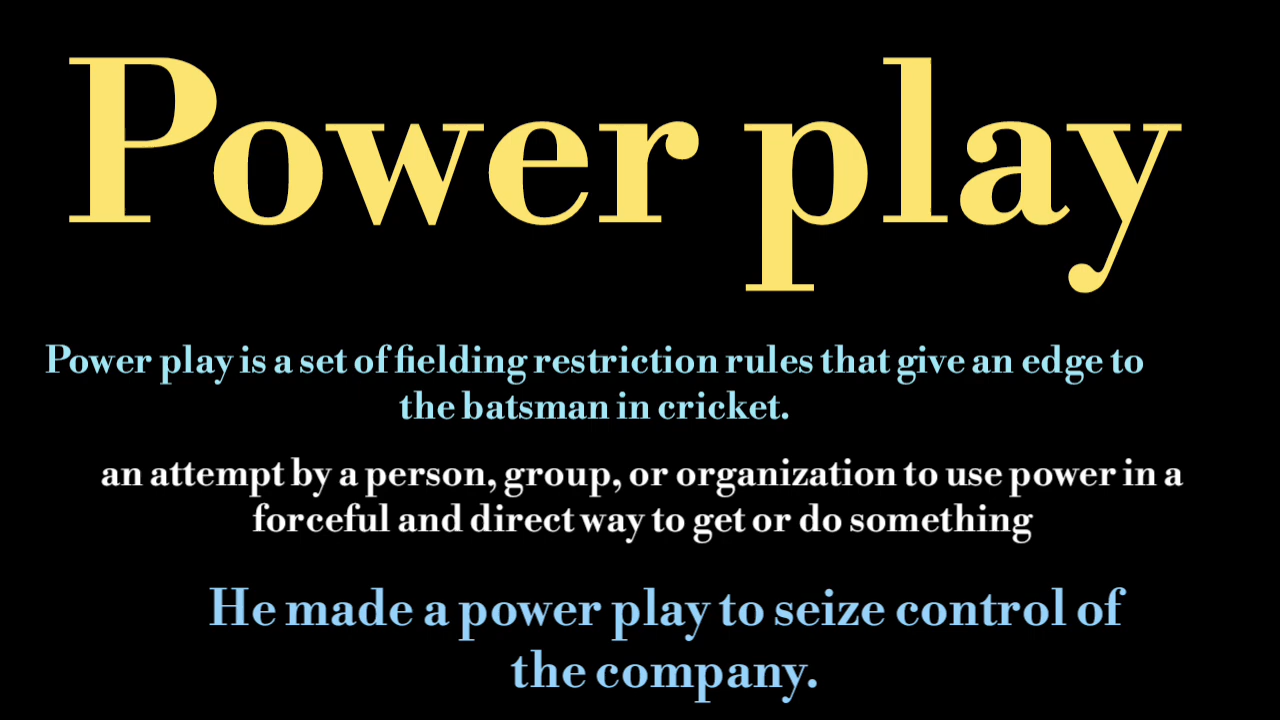 Power play
Power play is a set of fielding restriction rules that give an edge to
the batsman in cricket.
an attempt by a person, group, or organization to use power in a
forceful and direct way to get or do something
He made a power play to seize control of
the company.